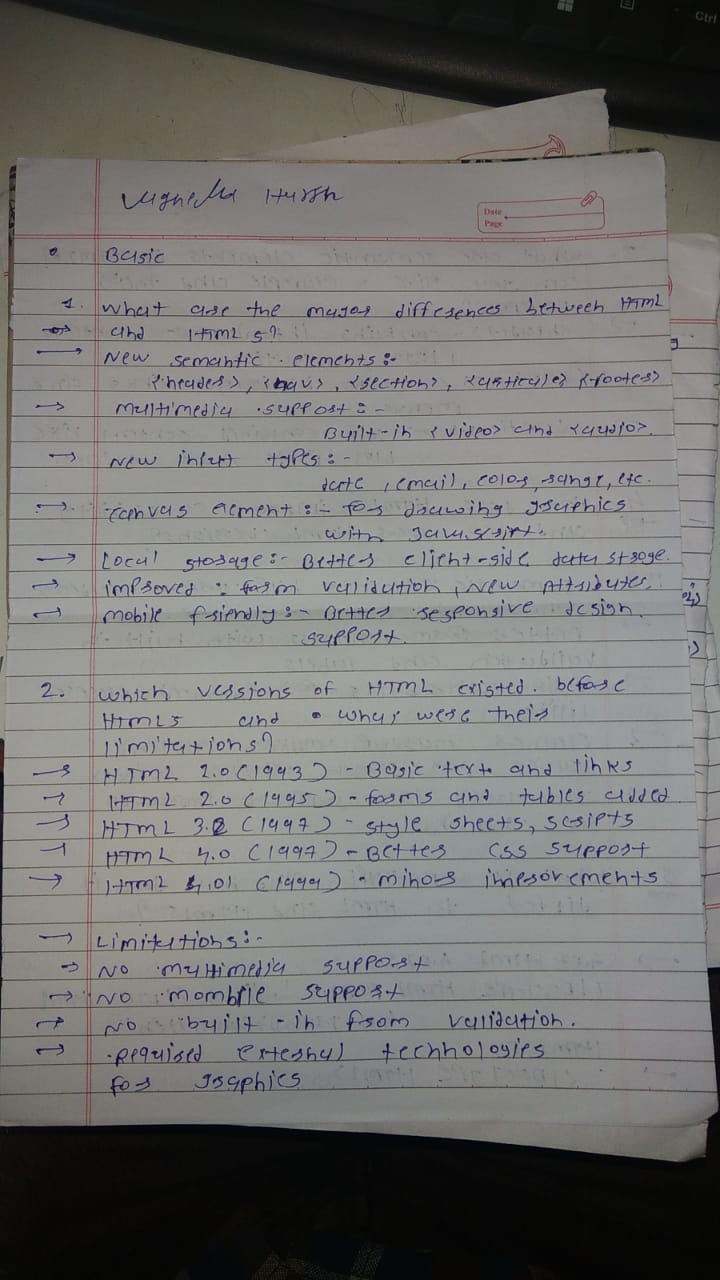 Harsh
Date
Page
Basic
1. What are the major differences between HTML
and HTML5?
→ New semantic elements :-
<header>, <nav>, <section>, <article> <footer>
→ multimedia support :-
Built-in <video> and <audio>.
→ New input types :-
date, email, color, range, etc.
→ canvas element :- for drawing graphics
with JavaScript.
→ Local storage :- Better client-side data storge.
→ improved : form validation, New Attributes.
→ mobile friendly :- Better responsive design
support.
2. which versions of HTML existed. before
HTML5 and what were their
limitations?
→ HTML 1.0 (1993) - Basic text and links
→ HTML 2.0 (1995) - forms and tables added
→ HTML 3.2 (1997) - style sheets, scripts
→ HTML 4.0 (1997) - Better CSS support
→ HTML 4.01 (1999) - minor improvements
→ Limitations :-
→ NO multimedia support
→ NO mombile support
→ NO built-in from validation.
→ Required external technologies
for graphics
Ctrl